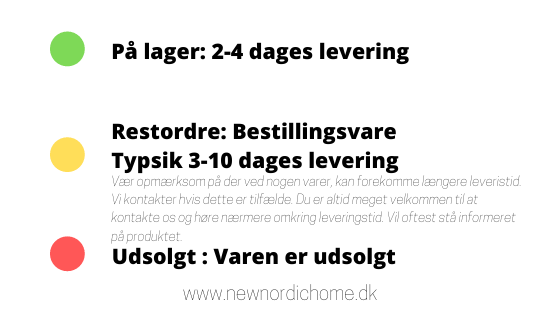 På lager: 2-4 dages levering
Restordre: Bestillingsvare
Typsik 3-10 dages levering
Vær opmærksom på der ved nogen varer, kan forekomme længere leveristid.
Vi kontakter hvis dette er tilfælde. Du er altid meget velkommen til at
kontakte os og høre nærmere omkring leveringstid. Vil oftest stå informeret
på produktet.
Udsolgt : Varen er udsolgt
www.newnordichome.dk